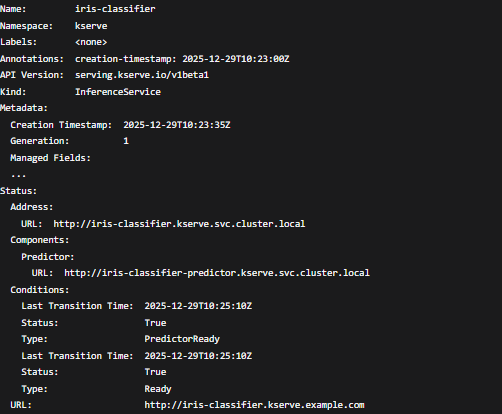 Name:         iris-classifier
Namespace:    kserve
Labels:       <none>
Annotations:  creation-timestamp: 2025-12-29T10:23:00Z
API Version:  serving.kserve.io/v1beta1
Kind:         InferenceService
Metadata:
  Creation Timestamp:  2025-12-29T10:23:35Z
  Generation:          1
  Managed Fields:
  ...
Status:
  Address:
    URL:  http://iris-classifier.kserve.svc.cluster.local
  Components:
    Predictor:
      URL:  http://iris-classifier-predictor.kserve.svc.cluster.local
  Conditions:
    Last Transition Time:  2025-12-29T10:25:10Z
    Status:                True
    Type:                  PredictorReady
    Last Transition Time:  2025-12-29T10:25:10Z
    Status:                True
    Type:                  Ready
  URL:                     http://iris-classifier.kserve.example.com